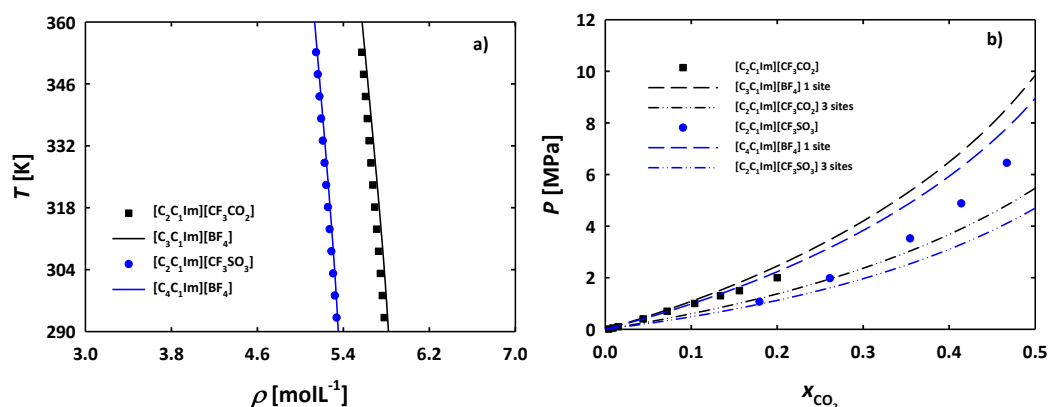 a)
360
346
332
318
304
290
T [K]
[C₂C₁Im][CF₃CO₂]
[C₃C₁Im][BF₄]
[C₂C₁Im][CF₃SO₃]
[C₄C₁Im][BF₄]
3.0 3.8 4.6 5.4 6.2 7.0
ρ [molL⁻¹]
b)
12
10
8
6
4
2
0
P [MPa]
[C₂C₁Im][CF₃CO₂]
[C₃C₁Im][BF₄] 1 site
[C₂C₁Im][CF₃CO₂] 3 sites
[C₂C₁Im][CF₃SO₃]
[C₄C₁Im][BF₄] 1 site
[C₂C₁Im][CF₃SO₃] 3 sites
0.0 0.1 0.2 0.3 0.4 0.5
x_CO₂